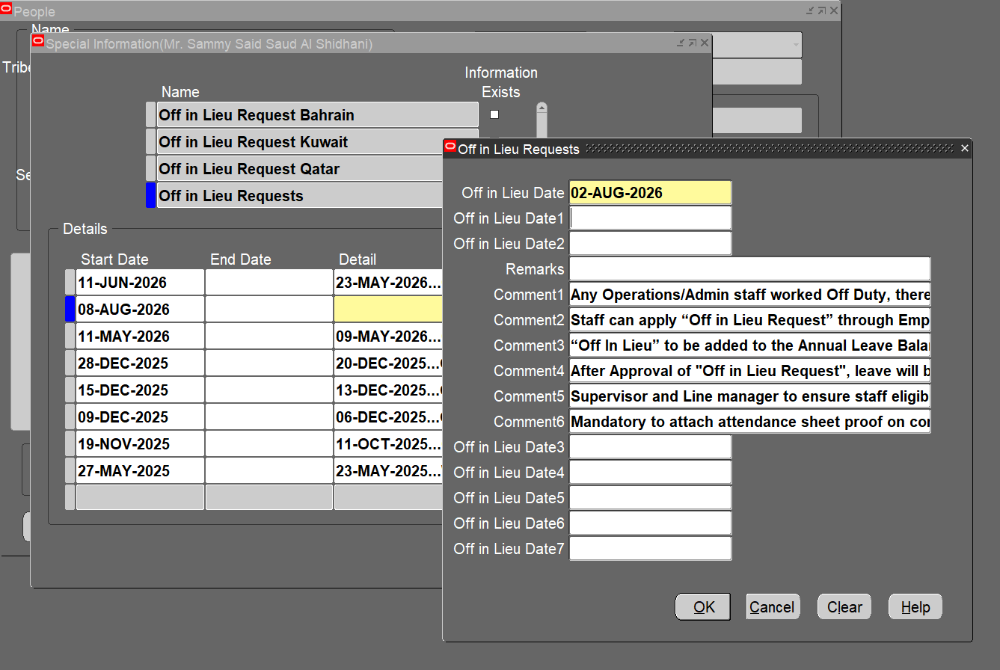 People
Name
Tribe
Special Information(Mr. Sammy Said Saud Al Shidhani)
Information
Name
Exists
Off in Lieu Request Bahrain
Off in Lieu Request Kuwait
Off in Lieu Request Qatar
Off in Lieu Requests
Details
Start Date End Date Detail
11-JUN-2026 23-MAY-2026...
08-AUG-2026
11-MAY-2026 09-MAY-2026...
28-DEC-2025 20-DEC-2025...
15-DEC-2025 13-DEC-2025...
09-DEC-2025 06-DEC-2025...
19-NOV-2025 11-OCT-2025...
27-MAY-2025 23-MAY-2025...
Off in Lieu Requests
Off in Lieu Date 02-AUG-2026
Off in Lieu Date1
Off in Lieu Date2
Remarks
Comment1 Any Operations/Admin staff worked Off Duty, there
Comment2 Staff can apply “Off in Lieu Request” through Emp
Comment3 “Off In Lieu” to be added to the Annual Leave Bala
Comment4 After Approval of "Off in Lieu Request", leave will b
Comment5 Supervisor and Line manager to ensure staff eligib
Comment6 Mandatory to attach attendance sheet proof on co
Off in Lieu Date3
Off in Lieu Date4
Off in Lieu Date5
Off in Lieu Date6
Off in Lieu Date7
OK Cancel Clear Help